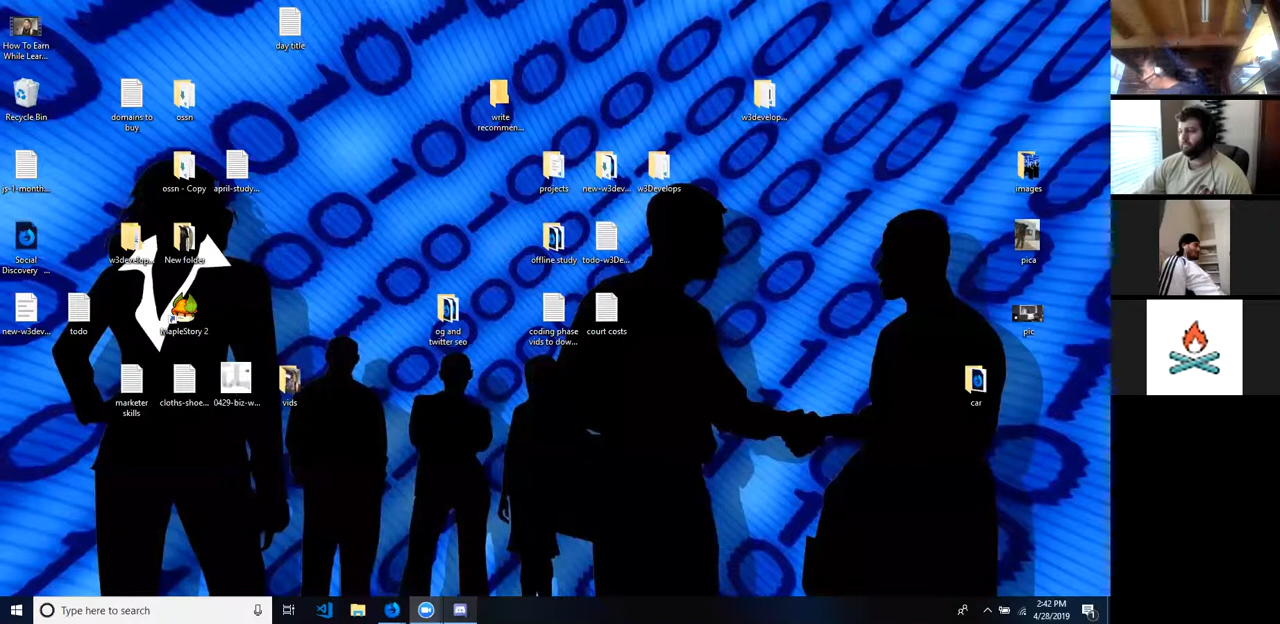 day title
How To Earn
While Lear...
Recycle Bin
domains to
buy
ossn
write
recommen...
w3develop...
js-1-month...
ossn - Copy
april-study...
projects
new-w3dev...
w3Develops
images
Social
Discovery ...
w3develop...
New folder
offline study
todo-w3De...
pica
new-w3dev...
todo
MapleStory 2
og and
twitter seo
coding phase
vids to dow...
court costs
pic
marketer
skills
cloths-shoe...
0429-biz-w...
vids
car
Type here to search
2:42 PM
4/28/2019
1